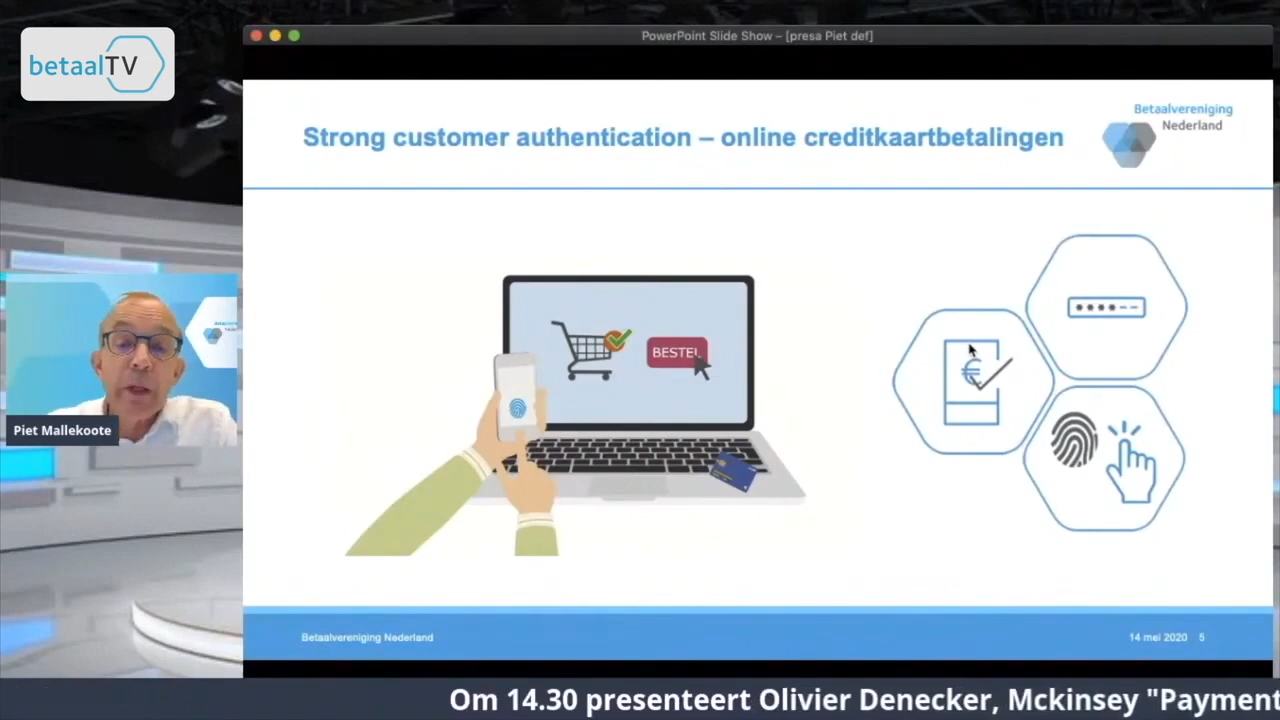 betaalTV
PowerPoint Slide Show – [presa Piet def]
Strong customer authentication – online creditkaartbetalingen
Betaalvereniging
Nederland
BESTEL
€
Piet Mallekoote
Betaalvereniging Nederland
14 mei 2020 5
Om 14.30 presenteert Olivier Denecker, Mckinsey "Payment